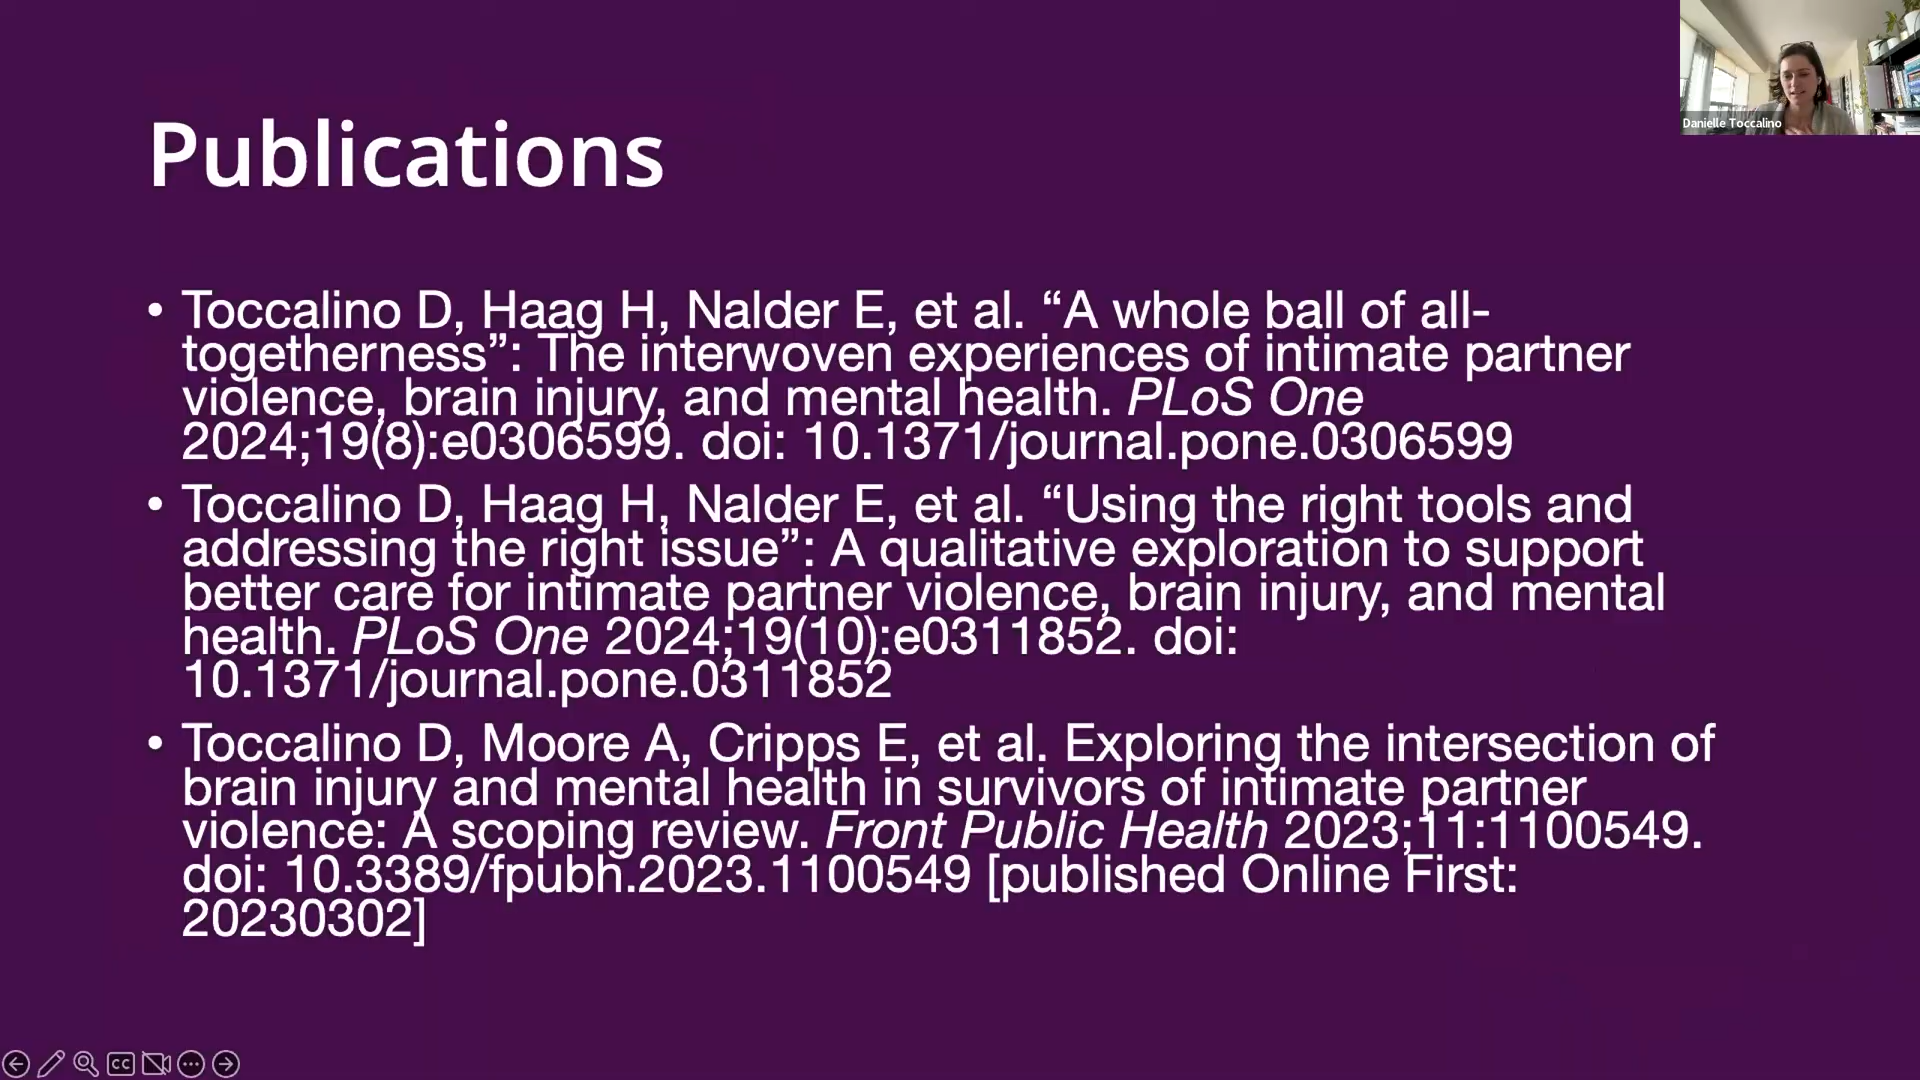 Danielle Toccalino
Publications
• Toccalino D, Haag H, Nalder E, et al. “A whole ball of all-
togetherness”: The interwoven experiences of intimate partner
violence, brain injury, and mental health. PLoS One
2024;19(8):e0306599. doi: 10.1371/journal.pone.0306599
• Toccalino D, Haag H, Nalder E, et al. “Using the right tools and
addressing the right issue”: A qualitative exploration to support
better care for intimate partner violence, brain injury, and mental
health. PLoS One 2024;19(10):e0311852. doi:
10.1371/journal.pone.0311852
• Toccalino D, Moore A, Cripps E, et al. Exploring the intersection of
brain injury and mental health in survivors of intimate partner
violence: A scoping review. Front Public Health 2023;11:1100549.
doi: 10.3389/fpubh.2023.1100549 [published Online First:
20230302]
CC